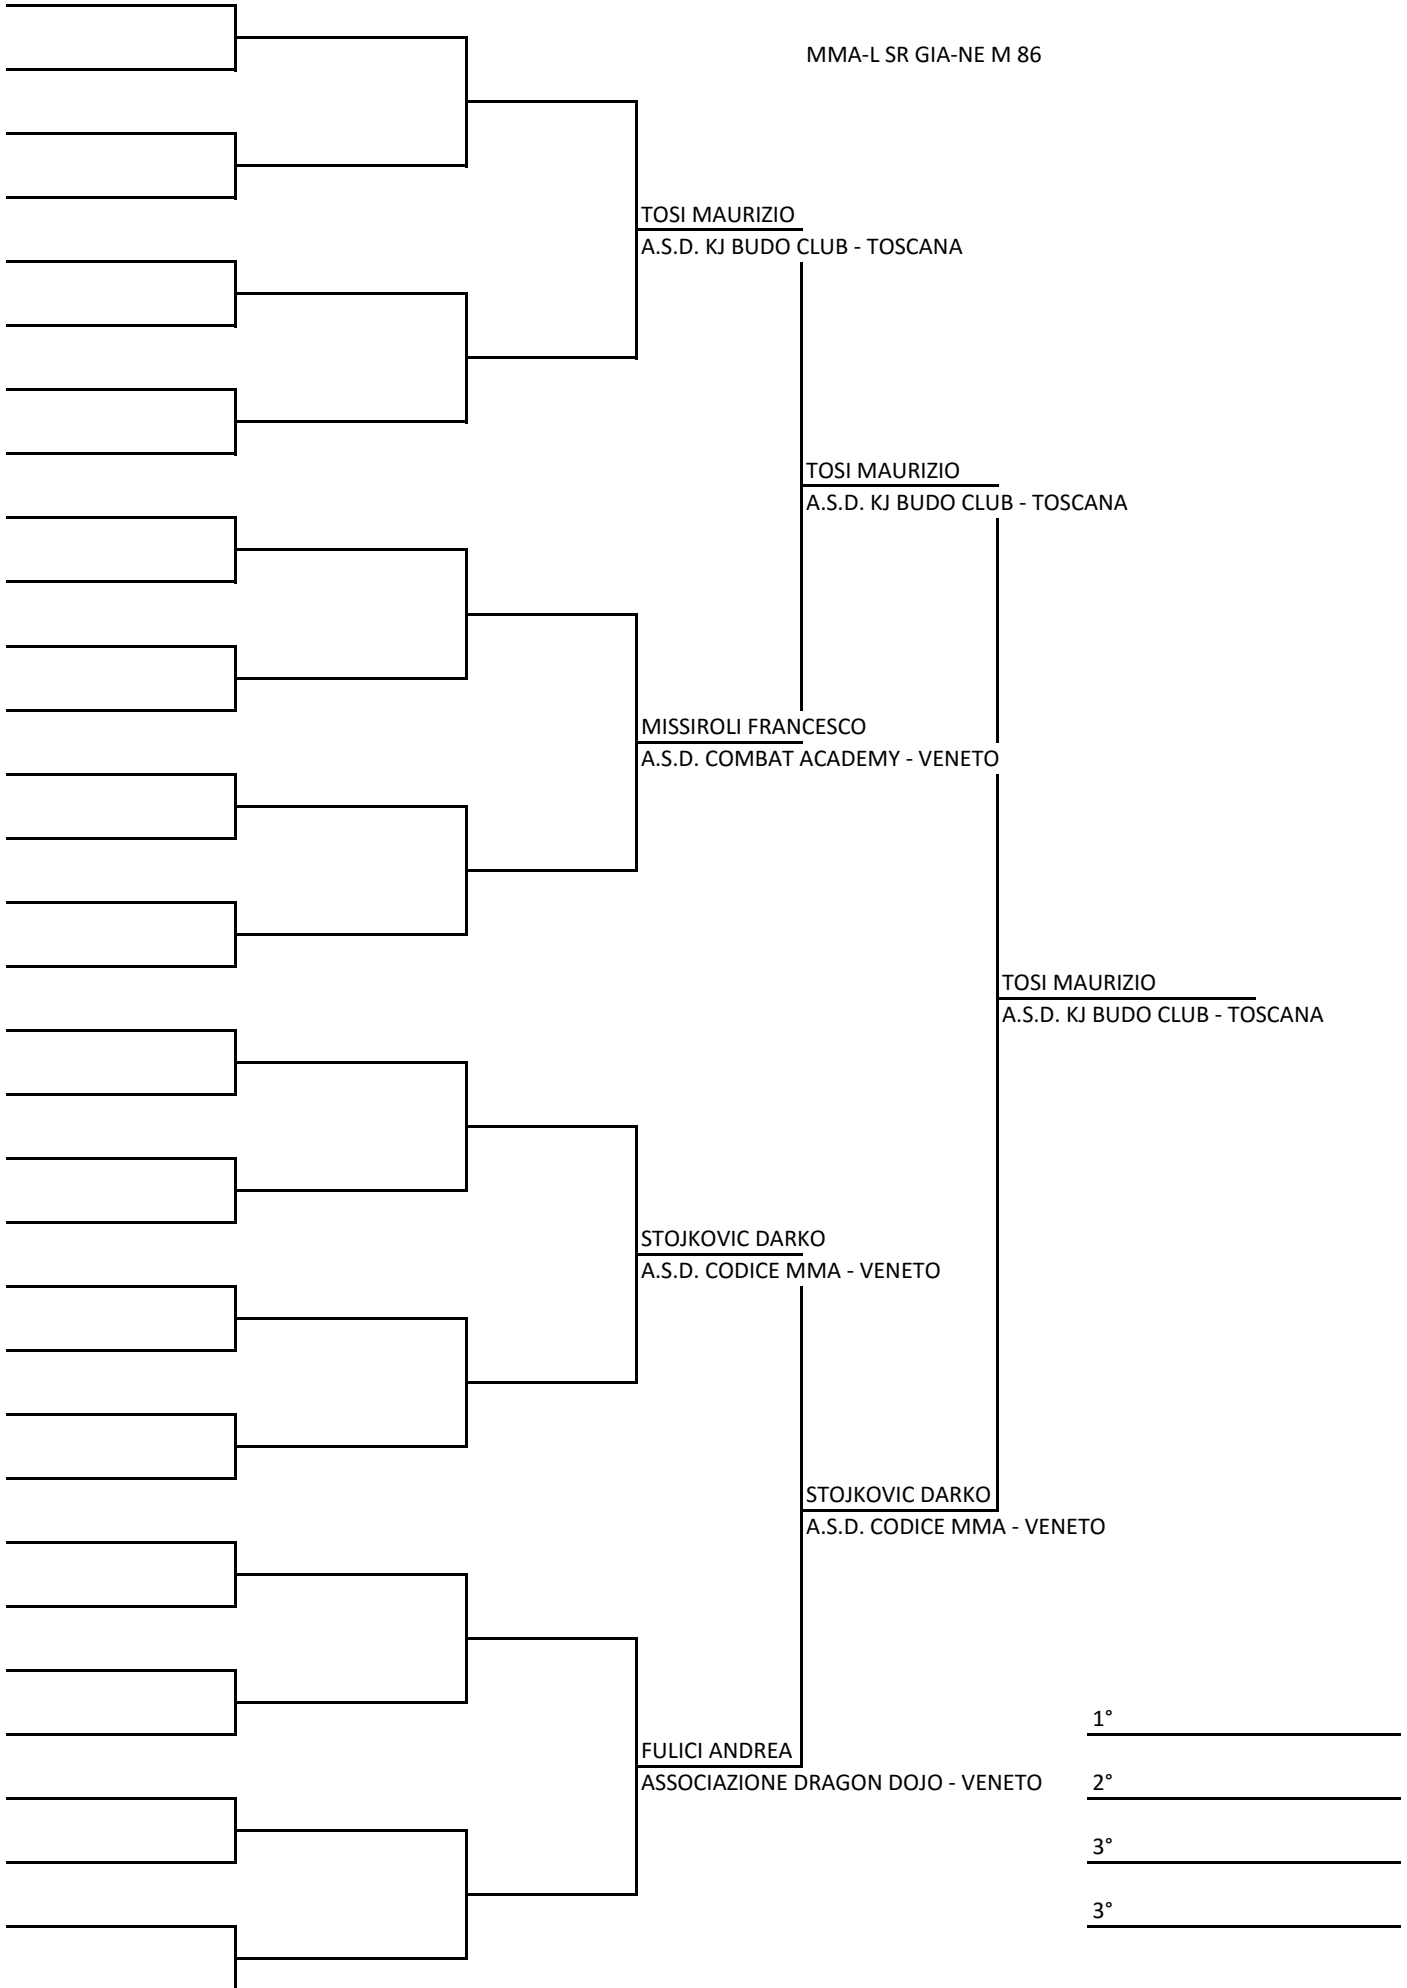 MMA-L SR GIA-NE M 86
TOSI MAURIZIO
A.S.D. KJ BUDO CLUB - TOSCANA
TOSI MAURIZIO
A.S.D. KJ BUDO CLUB - TOSCANA
MISSIROLI FRANCESCO
A.S.D. COMBAT ACADEMY - VENETO
TOSI MAURIZIO
A.S.D. KJ BUDO CLUB - TOSCANA
STOJKOVIC DARKO
A.S.D. CODICE MMA - VENETO
STOJKOVIC DARKO
A.S.D. CODICE MMA - VENETO
1°
FULICI ANDREA
ASSOCIAZIONE DRAGON DOJO - VENETO
2°
3°
3°